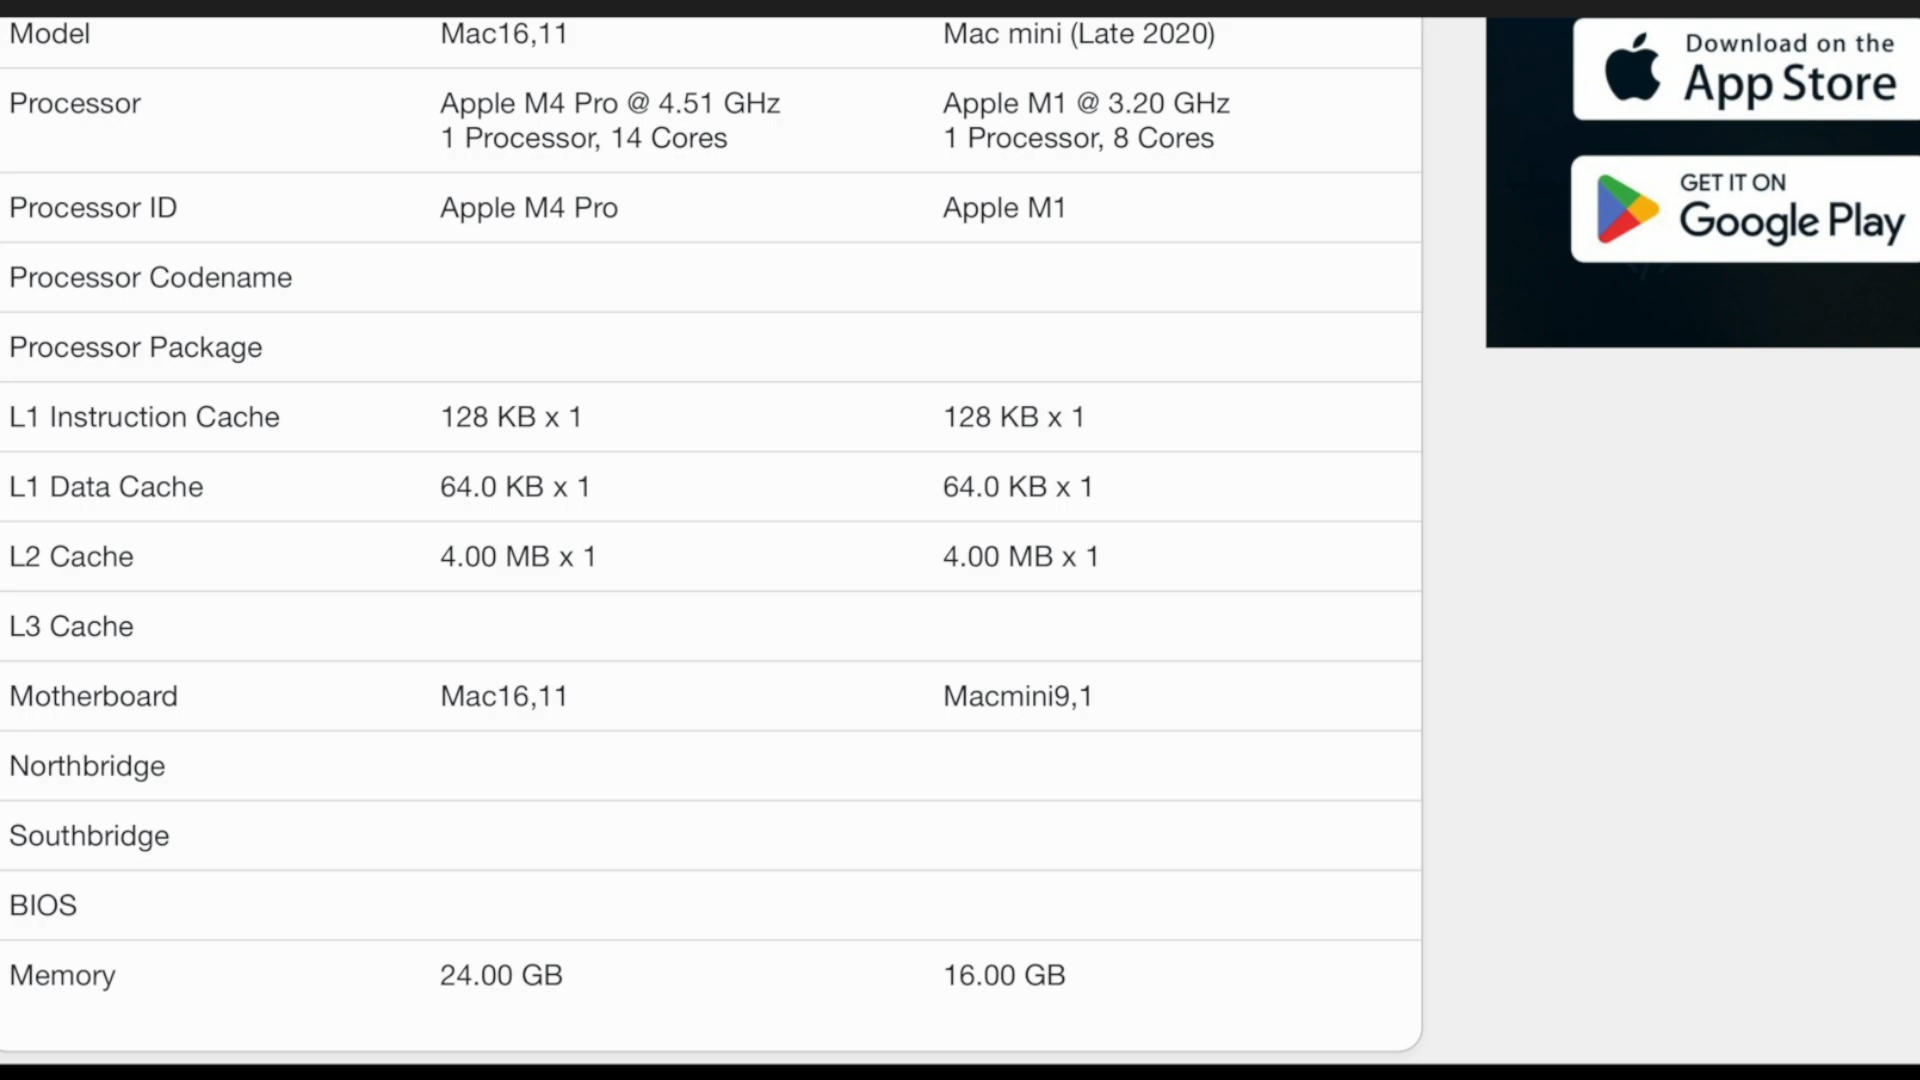 Model Mac16,11 Mac mini (Late 2020)
Processor Apple M4 Pro @ 4.51 GHz Apple M1 @ 3.20 GHz
1 Processor, 14 Cores 1 Processor, 8 Cores
Processor ID Apple M4 Pro Apple M1
Processor Codename
Processor Package
L1 Instruction Cache 128 KB x 1 128 KB x 1
L1 Data Cache 64.0 KB x 1 64.0 KB x 1
L2 Cache 4.00 MB x 1 4.00 MB x 1
L3 Cache
Motherboard Mac16,11 Macmini9,1
Northbridge
Southbridge
BIOS
Memory 24.00 GB 16.00 GB
Download on the
App Store
GET IT ON
Google Play